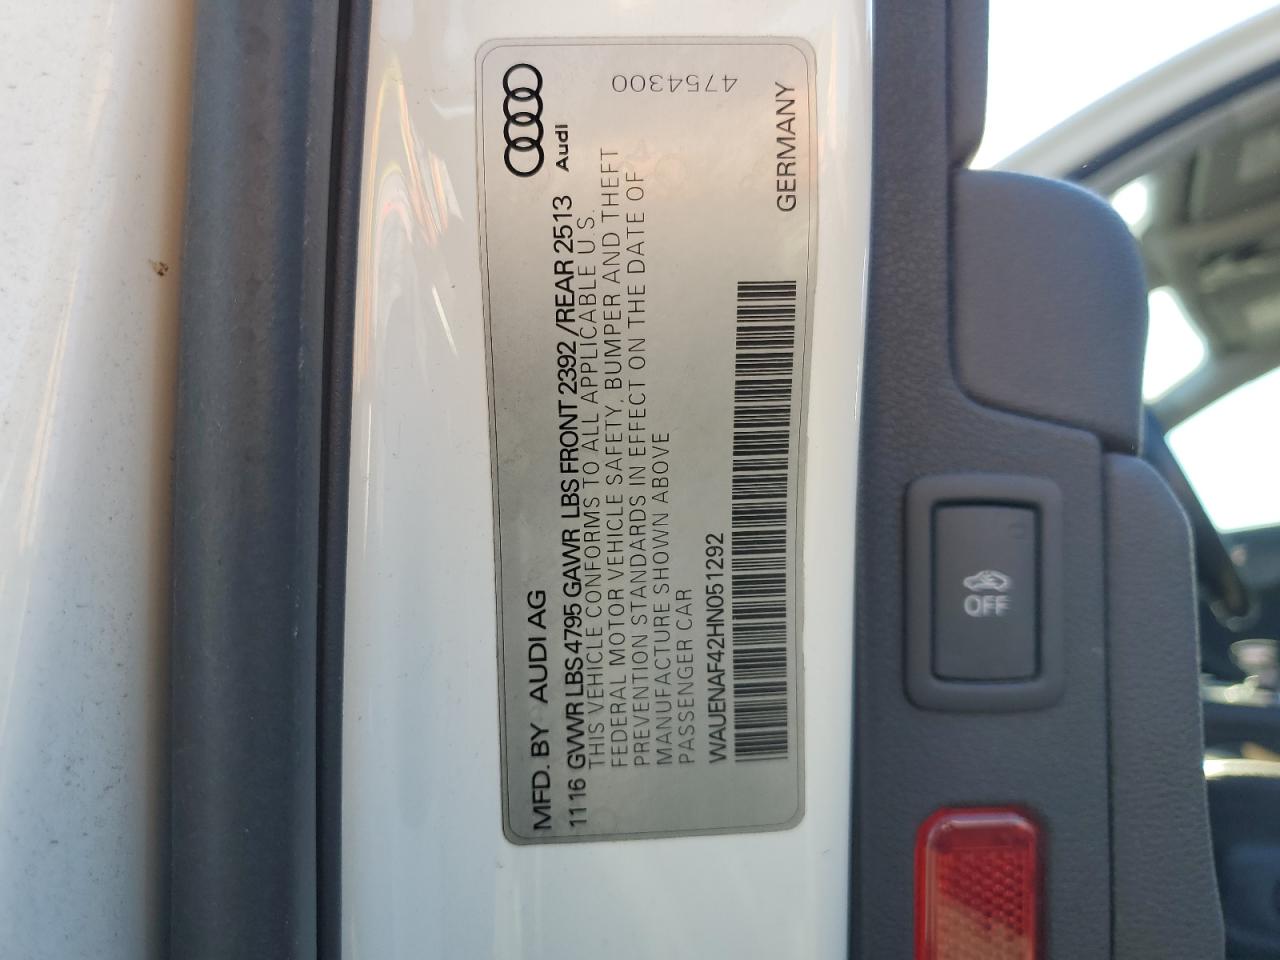 Audi
4754300
MFD. BY AUDI AG
1116 GVWR LBS 4795 GAWR LBS FRONT 2392 /REAR 2513
THIS VEHICLE CONFORMS TO ALL APPLICABLE U.S.
FEDERAL MOTOR VEHICLE SAFETY, BUMPER AND THEFT
PREVENTION STANDARDS IN EFFECT ON THE DATE OF
MANUFACTURE SHOWN ABOVE
PASSENGER CAR
WAUENAF42HN051292
GERMANY
OFF